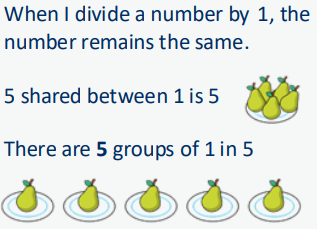 When I divide a number by 1, the
number remains the same.
5 shared between 1 is 5
There are 5 groups of 1 in 5